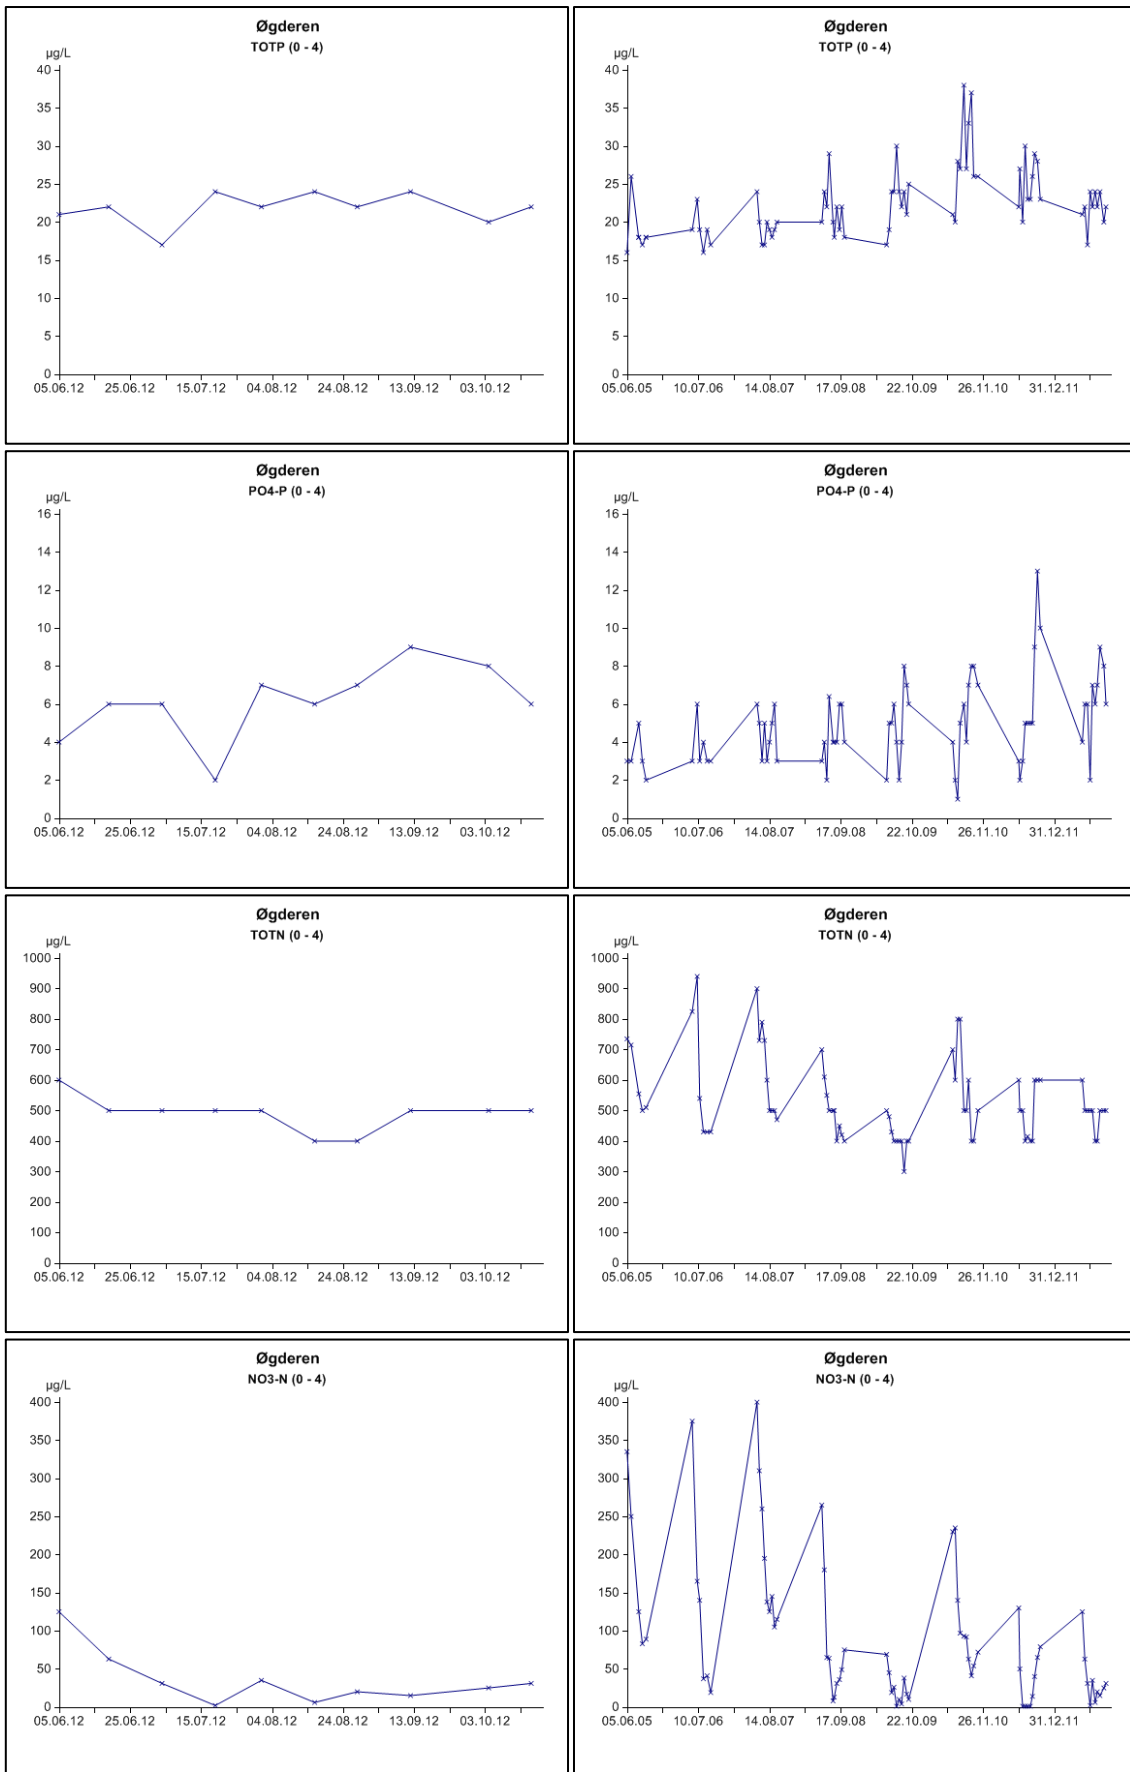 Øgderen
TOTP (0 - 4)
µg/L
40
35
30
25
20
15
10
5
0
05.06.12 25.06.12 15.07.12 04.08.12 24.08.12 13.09.12 03.10.12
Øgderen
TOTP (0 - 4)
µg/L
40
35
30
25
20
15
10
5
0
05.06.05 10.07.06 14.08.07 17.09.08 22.10.09 26.11.10 31.12.11
Øgderen
PO4-P (0 - 4)
µg/L
16
14
12
10
8
6
4
2
0
05.06.12 25.06.12 15.07.12 04.08.12 24.08.12 13.09.12 03.10.12
Øgderen
PO4-P (0 - 4)
µg/L
16
14
12
10
8
6
4
2
0
05.06.05 10.07.06 14.08.07 17.09.08 22.10.09 26.11.10 31.12.11
Øgderen
TOTN (0 - 4)
µg/L
1000
900
800
700
600
500
400
300
200
100
0
05.06.12 25.06.12 15.07.12 04.08.12 24.08.12 13.09.12 03.10.12
Øgderen
TOTN (0 - 4)
µg/L
1000
900
800
700
600
500
400
300
200
100
0
05.06.05 10.07.06 14.08.07 17.09.08 22.10.09 26.11.10 31.12.11
Øgderen
NO3-N (0 - 4)
µg/L
400
350
300
250
200
150
100
50
0
05.06.12 25.06.12 15.07.12 04.08.12 24.08.12 13.09.12 03.10.12
Øgderen
NO3-N (0 - 4)
µg/L
400
350
300
250
200
150
100
50
0
05.06.05 10.07.06 14.08.07 17.09.08 22.10.09 26.11.10 31.12.11